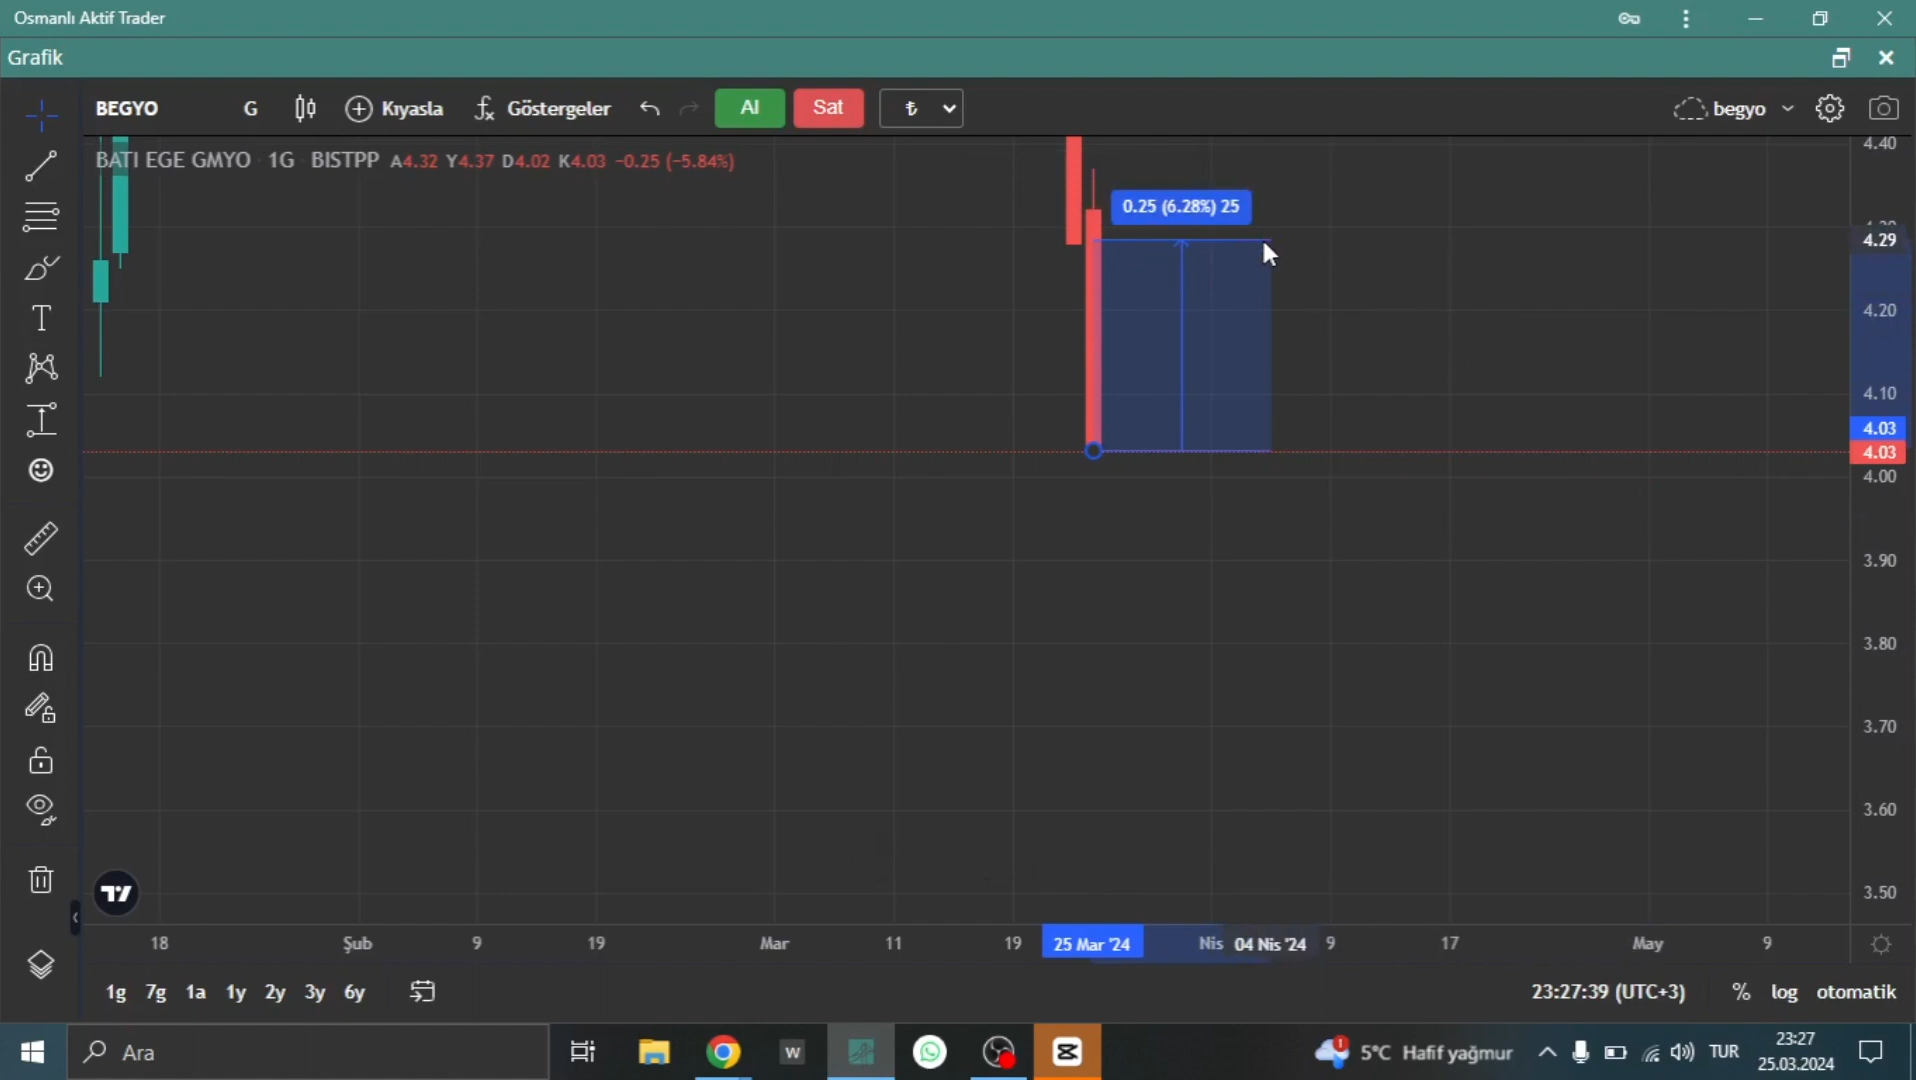 Osmanlı Aktif Trader
Grafik
BEGYO G Kıyasla Göstergeler Al Sat ₺ begyo
BATI EGE GMYO · 1G · BISTPP A4.32 Y4.37 D4.02 K4.03 −0.25 (−5.84%)
0.25 (6.28%) 25
4.40
4.29
4.20
4.10
4.03
4.03
4.00
3.90
3.80
3.70
3.60
3.50
18 Şub 9 19 Mar 11 19 25 Mar '24 Nis 04 Nis '24 9 17 May 9
1g 7g 1a 1y 2y 3y 6y 23:27:39 (UTC+3) % log otomatik
Ara 5°C Hafif yağmur TUR 23:27
25.03.2024